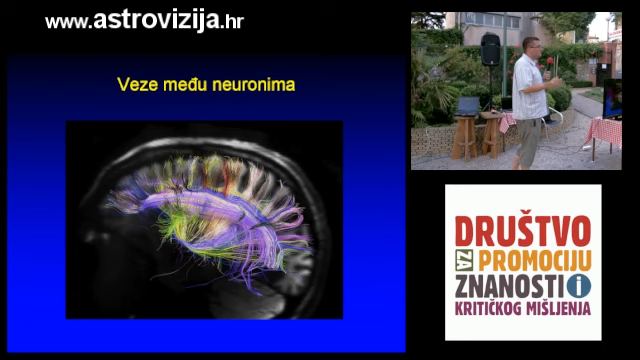 www.astrovizija.hr
Veze među neuronima
DRUŠTVO
ZA PROMOCIJU
ZNANOSTI i
KRITIČKOG MIŠLJENJA